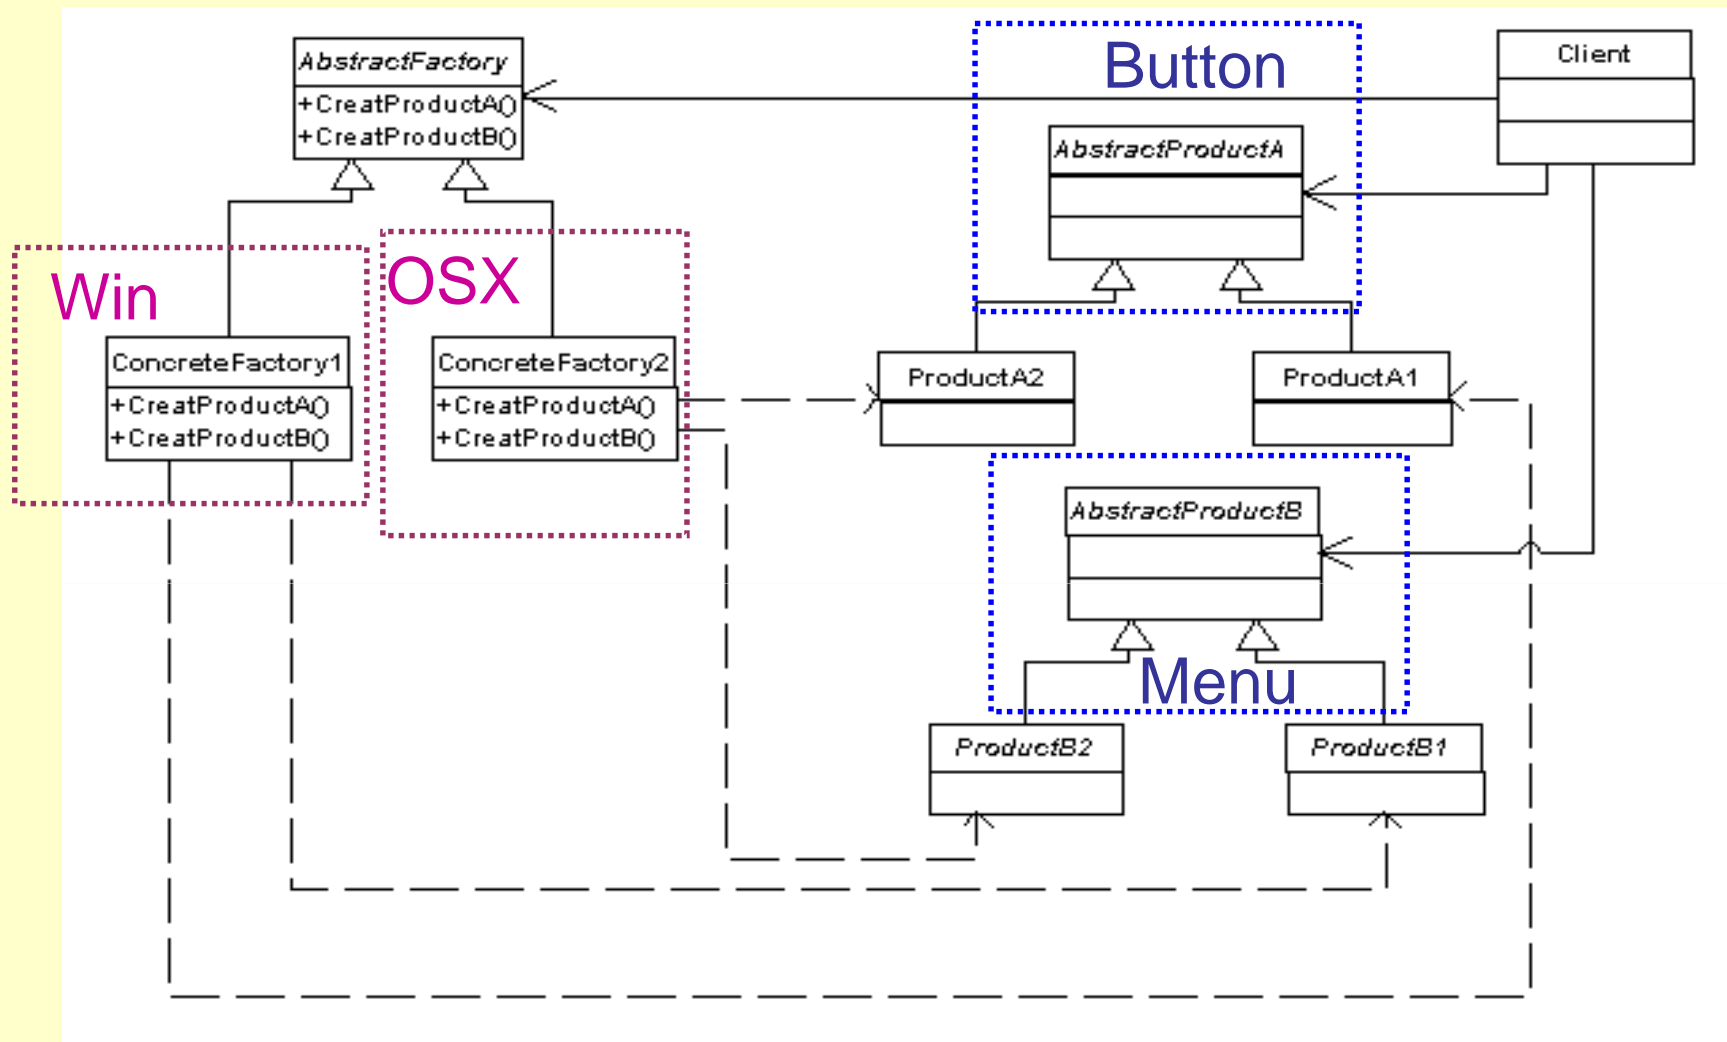 AbstractFactory
+CreatProductA()
+CreatProductB()
Button
Client
AbstractProductA
Win
OSX
ConcreteFactory1
+CreatProductA()
+CreatProductB()
ConcreteFactory2
+CreatProductA()
+CreatProductB()
ProductA2
ProductA1
AbstractProductB
Menu
ProductB2
ProductB1